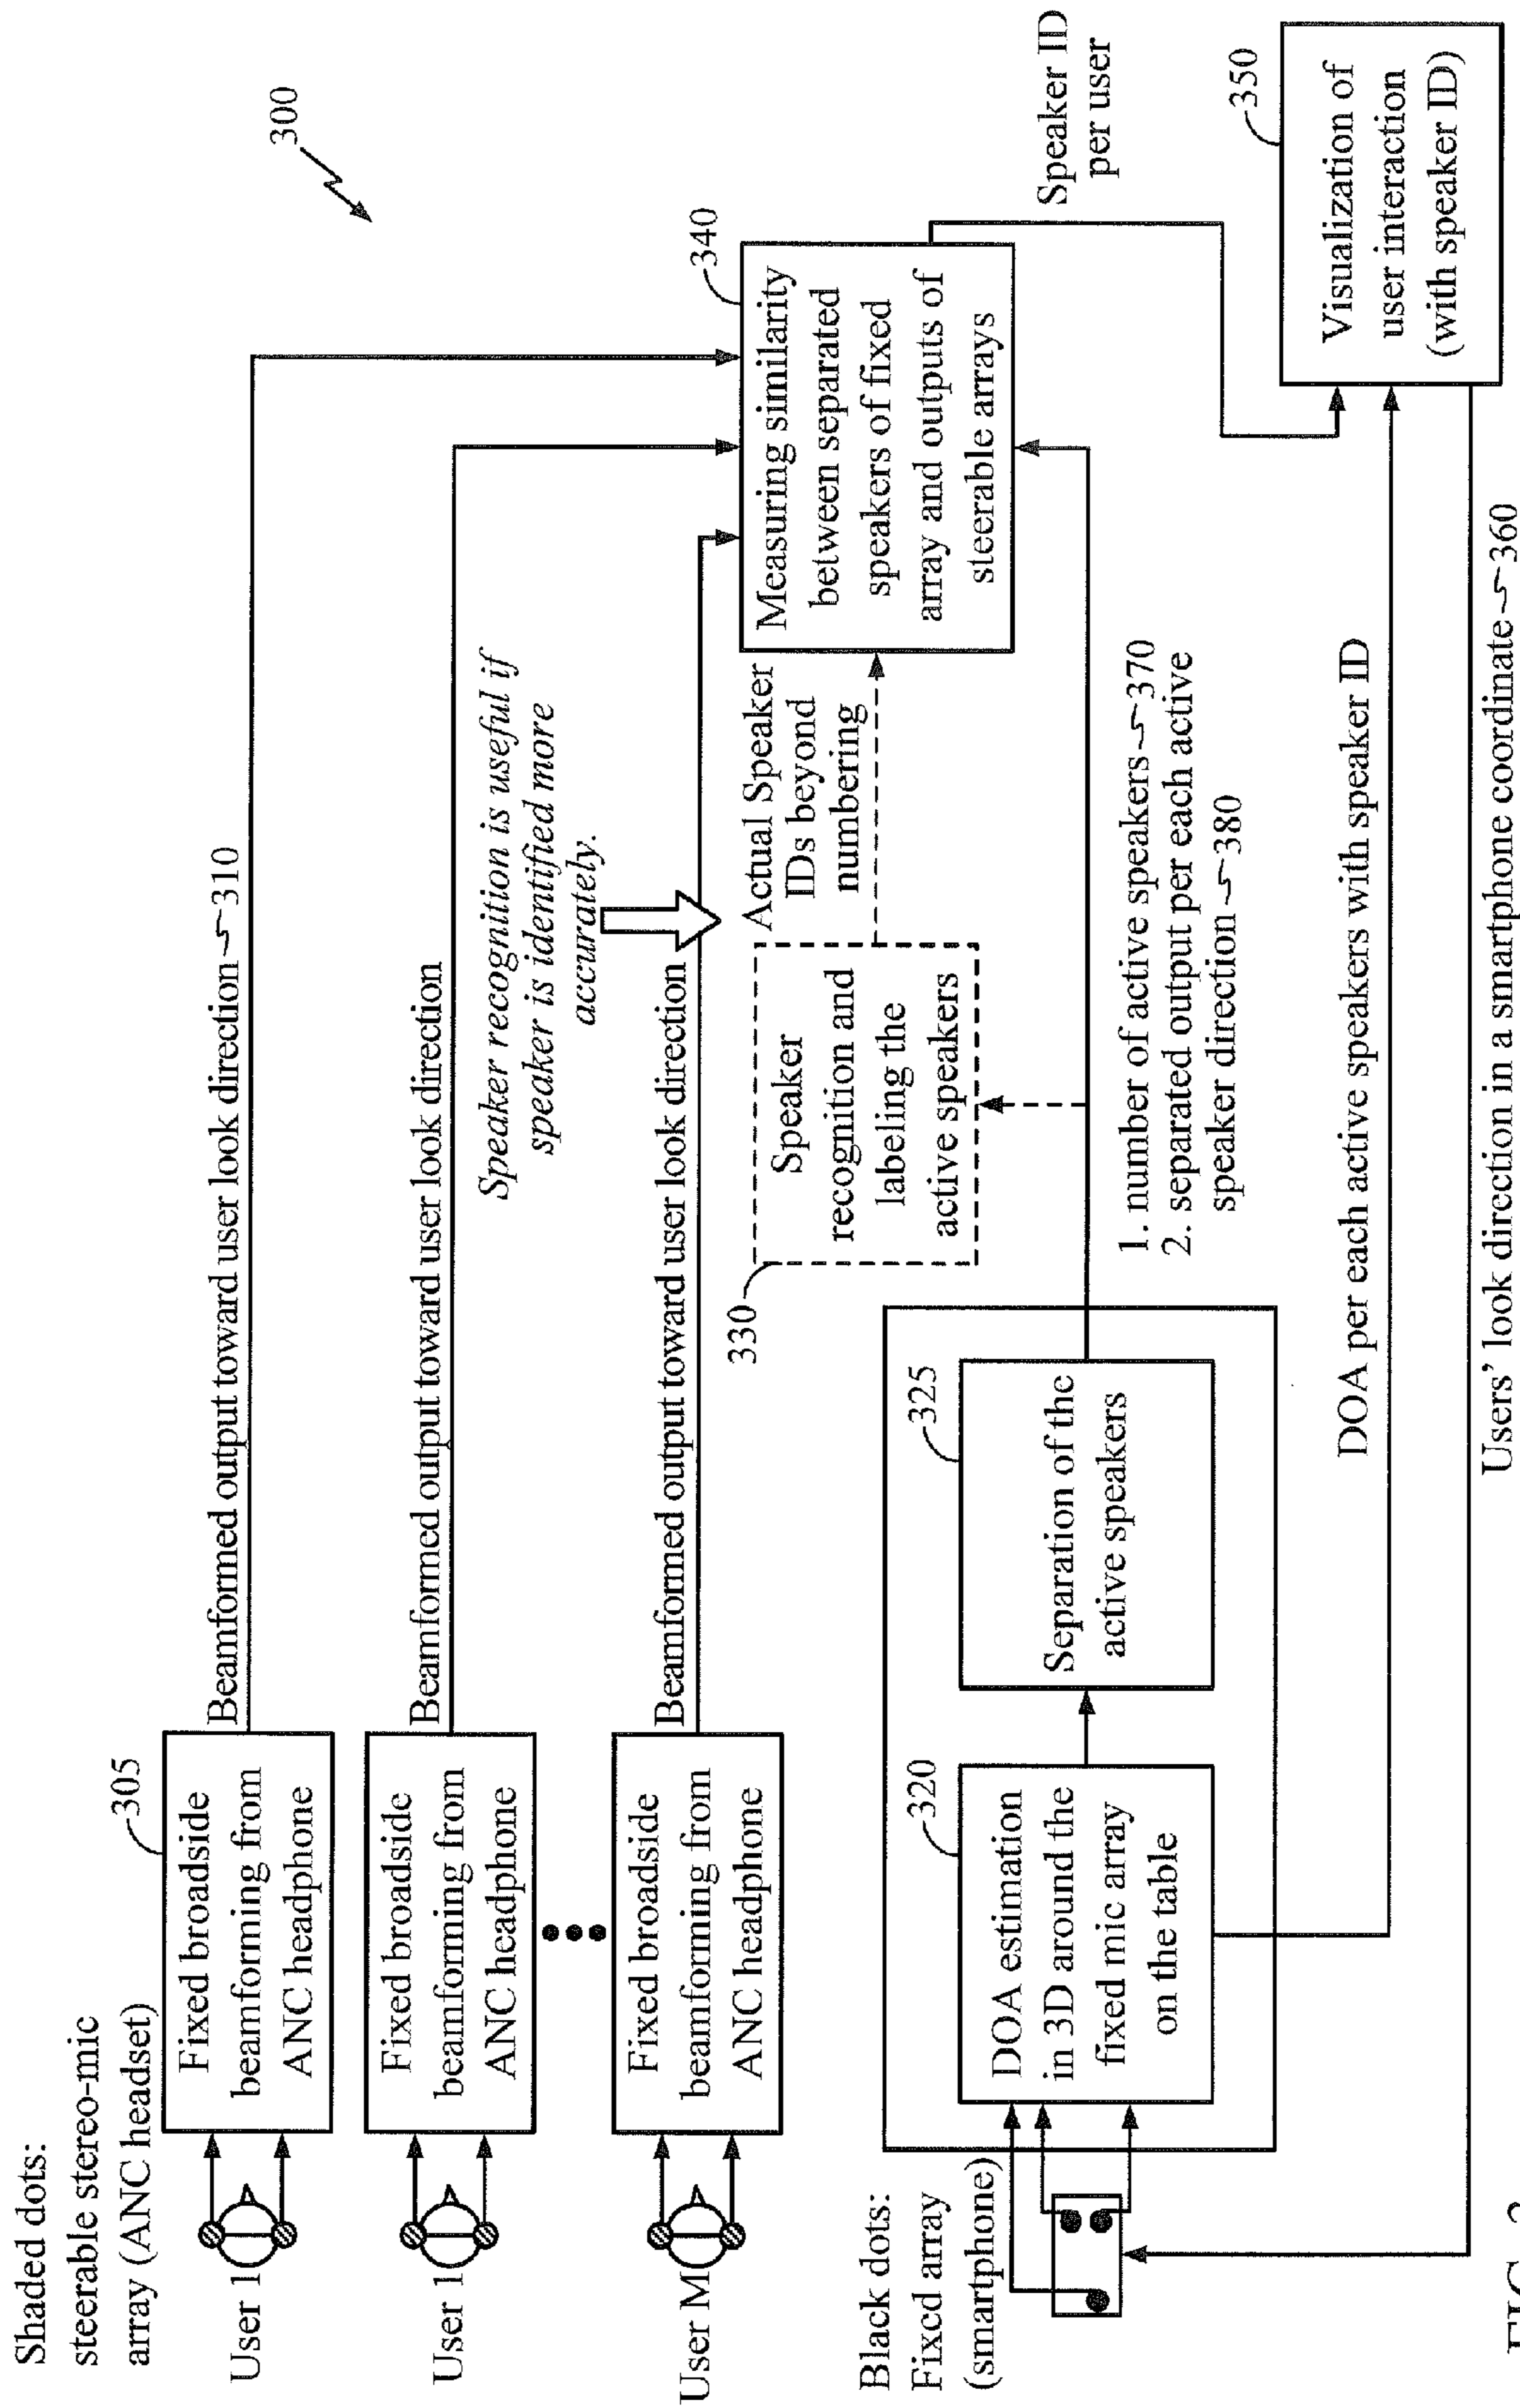 Shaded dots:
steerable stereo-mic
array (ANC headset)
300
305
User 1
Fixed broadside
beamforming from
ANC headphone
Beamformed output toward user look direction 310
User 1
Fixed broadside
beamforming from
ANC headphone
Beamformed output toward user look direction
Speaker recognition is useful if
speaker is identified more
accurately.
User M
Fixed broadside
beamforming from
ANC headphone
Beamformed output toward user look direction
Actual Speaker
IDs beyond
numbering
340
Measuring similarity
between separated
speakers of fixed
array and outputs of
steerable arrays
330
Speaker
recognition and
labeling the
active speakers
Speaker ID
per user
Black dots:
Fixed array
(smartphone)
320
DOA estimation
in 3D around the
fixed mic array
on the table
325
Separation of the
active speakers
1. number of active speakers 370
2. separated output per each active
speaker direction 380
350
Visualization of
user interaction
(with speaker ID)
DOA per each active speakers with speaker ID
Users' look direction in a smartphone coordinate 360